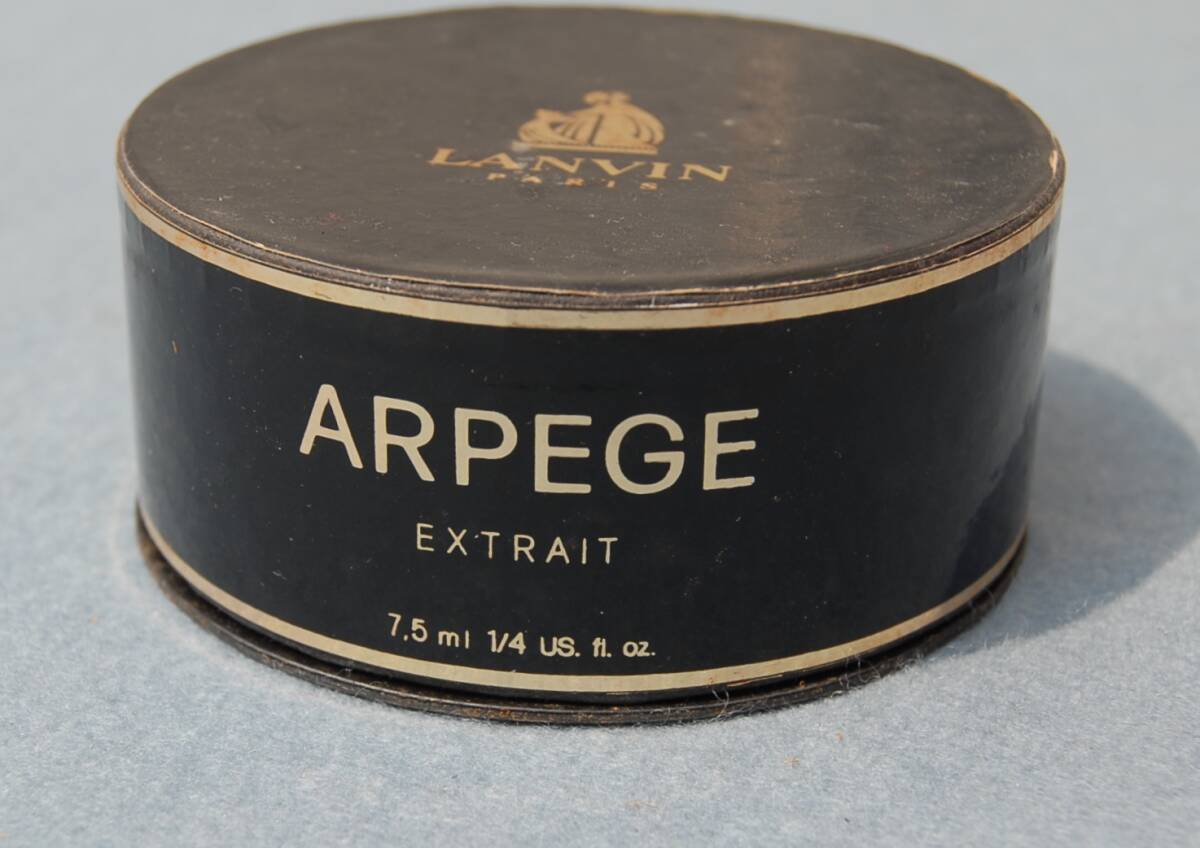 LANVIN
PARIS
ARPEGE
EXTRAIT
7,5 ml 1/4 US. fl. oz.